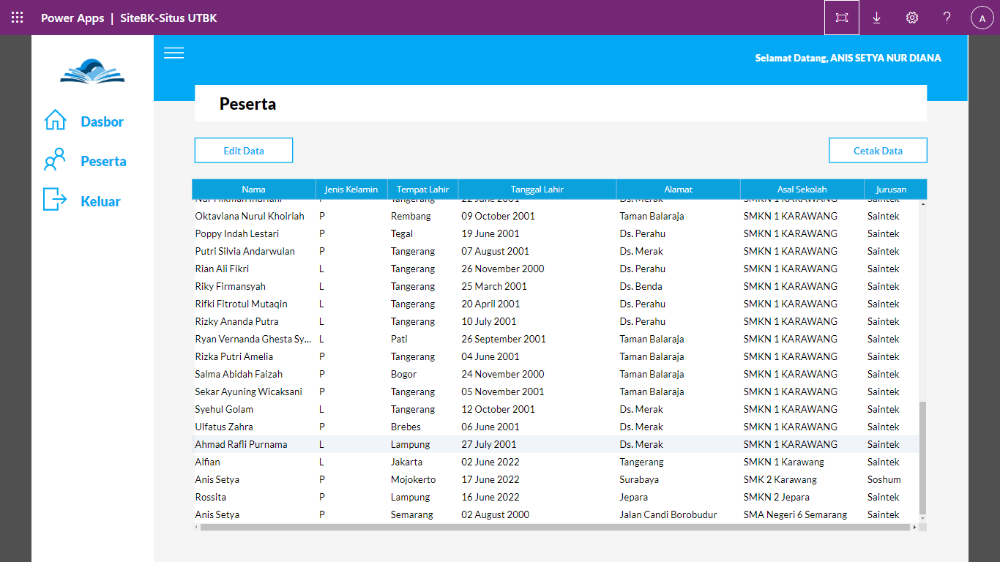 Power Apps | SiteBK-Situs UTBK ? A
Selamat Datang, ANIS SETYA NUR DIANA
Peserta
Dasbor
Peserta
Keluar
Edit Data Cetak Data
Nama Jenis Kelamin Tempat Lahir Tanggal Lahir Alamat Asal Sekolah Jurusan
Nur Hikmah Indriani P Tangerang 22 June 2001 Ds. Merak SMKN 1 KARAWANG Saintek
Oktaviana Nurul Khoiriah P Rembang 09 October 2001 Taman Balaraja SMKN 1 KARAWANG Saintek
Poppy Indah Lestari P Tegal 19 June 2001 Ds. Perahu SMKN 1 KARAWANG Saintek
Putri Silvia Andarwulan P Tangerang 07 August 2001 Ds. Merak SMKN 1 KARAWANG Saintek
Rian Ali Fikri L Tangerang 26 November 2000 Ds. Perahu SMKN 1 KARAWANG Saintek
Riky Firmansyah L Tangerang 25 March 2001 Ds. Benda SMKN 1 KARAWANG Saintek
Rifki Fitrotul Mutaqin L Tangerang 20 April 2001 Ds. Perahu SMKN 1 KARAWANG Saintek
Rizky Ananda Putra L Tangerang 10 July 2001 Ds. Perahu SMKN 1 KARAWANG Saintek
Ryan Vernanda Ghesta Sy... L Pati 26 September 2001 Taman Balaraja SMKN 1 KARAWANG Saintek
Rizka Putri Amelia P Tangerang 04 June 2001 Taman Balaraja SMKN 1 KARAWANG Saintek
Salma Abidah Faizah P Bogor 24 November 2000 Taman Balaraja SMKN 1 KARAWANG Saintek
Sekar Ayuning Wicaksani P Tangerang 05 November 2001 Taman Balaraja SMKN 1 KARAWANG Saintek
Syehul Golam L Tangerang 12 October 2001 Ds. Merak SMKN 1 KARAWANG Saintek
Ulfatus Zahra P Brebes 06 June 2001 Ds. Merak SMKN 1 KARAWANG Saintek
Ahmad Rafli Purnama L Lampung 27 July 2001 Ds. Merak SMKN 1 KARAWANG Saintek
Alfian L Jakarta 02 June 2022 Tangerang SMKN 1 Karawang Saintek
Anis Setya P Mojokerto 17 June 2022 Surabaya SMK 2 Karawang Soshum
Rossita P Lampung 16 June 2022 Jepara SMKN 2 Jepara Saintek
Anis Setya P Semarang 02 August 2000 Jalan Candi Borobudur SMA Negeri 6 Semarang Saintek